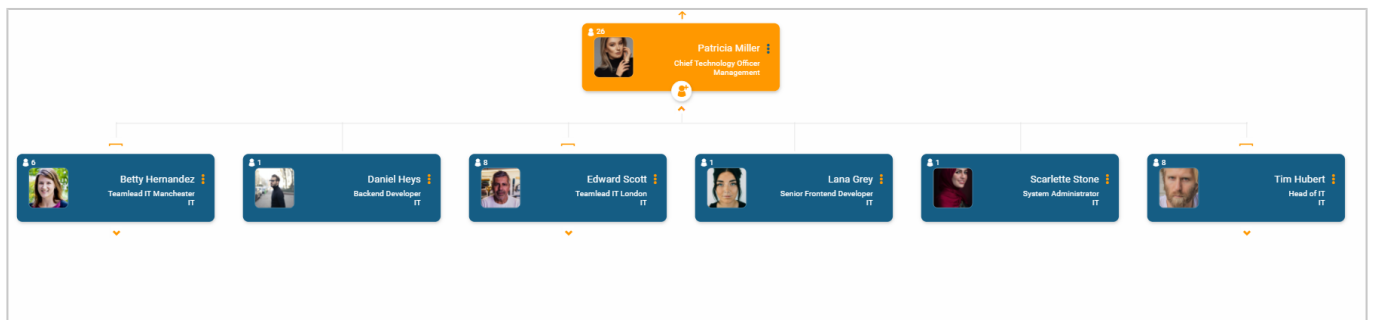 26
Patricia Miller
Chief Technology Officer
Management
6
Betty Hernandez
Teamlead IT Manchester
IT
1
Daniel Heys
Backend Developer
IT
8
Edward Scott
Teamlead IT London
IT
1
Lana Grey
Senior Frontend Developer
IT
1
Scarlette Stone
System Administrator
IT
8
Tim Hubert
Head of IT
IT